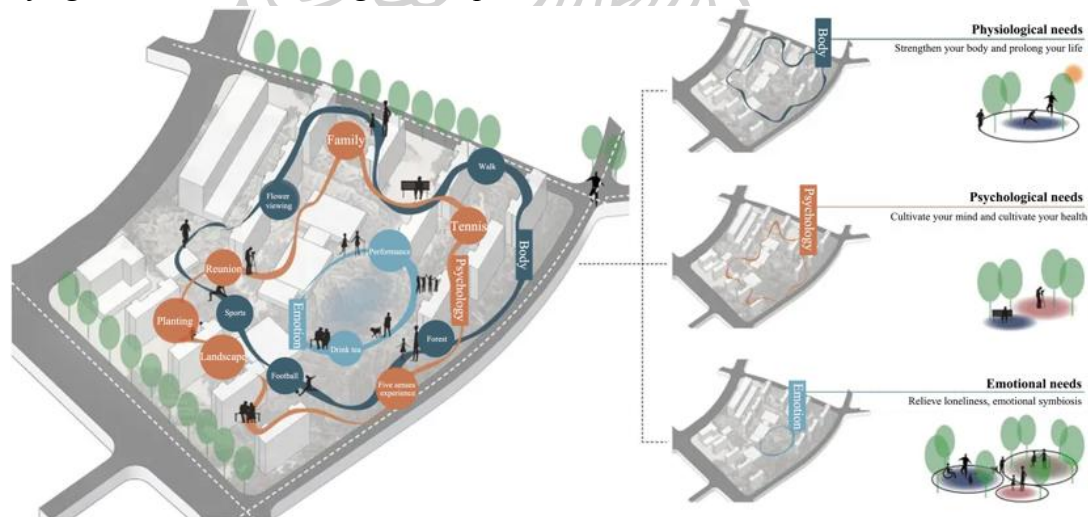 Family
Walk
Flower
viewing
Tennis
Body
Performance
Reunion
Psychology
Emotion
Sports
Planting
Forest
Drink tea
Landscape
Football
Five senses
experience
Body
Physiological needs
Strengthen your body and prolong your life
Psychology
Psychological needs
Cultivate your mind and cultivate your health
Emotion
Emotional needs
Relieve loneliness, emotional symbiosis